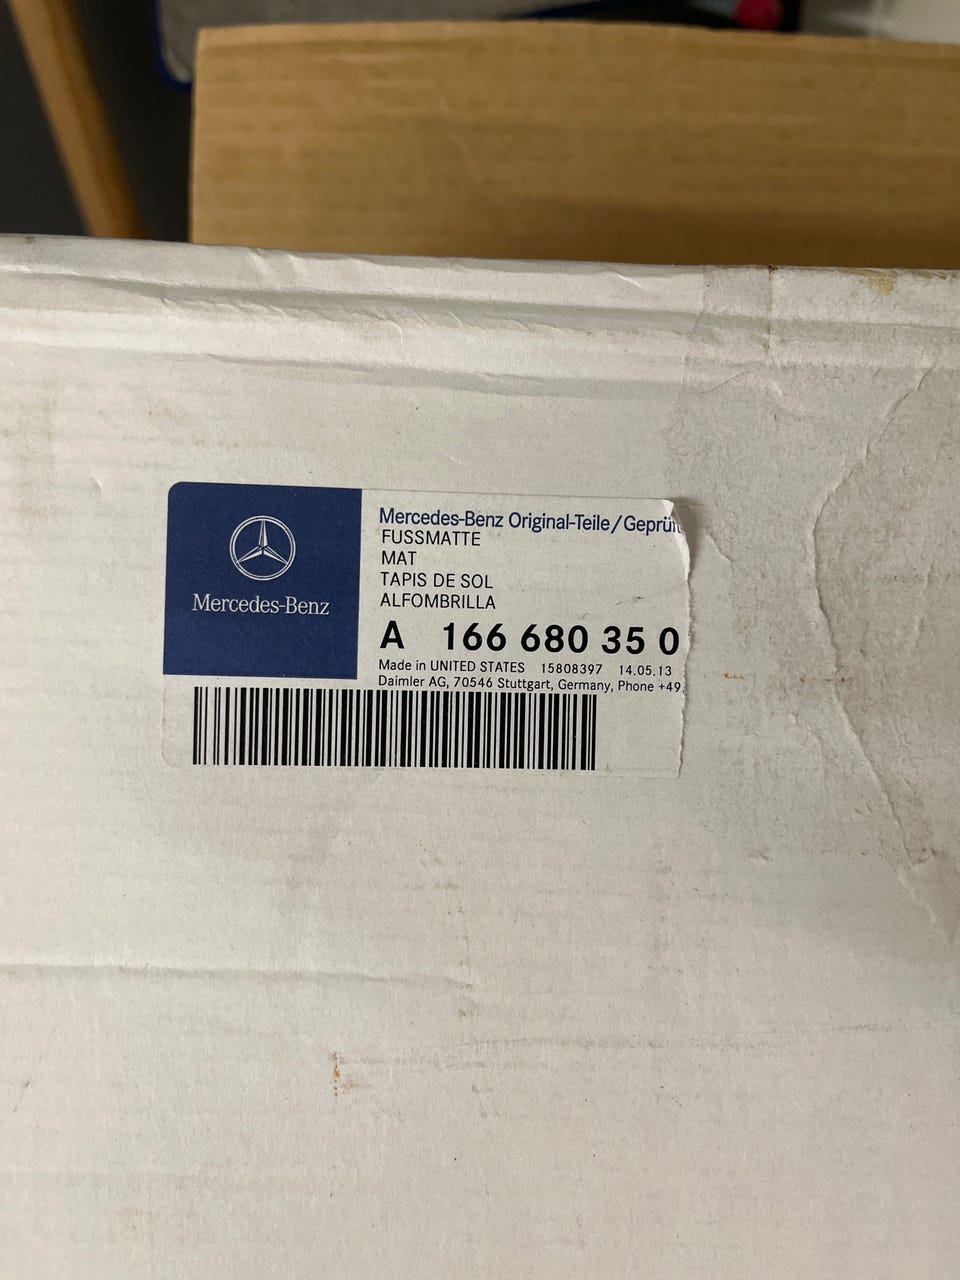 Mercedes-Benz
Mercedes-Benz Original-Teile/Geprüft
FUSSMATTE
MAT
TAPIS DE SOL
ALFOMBRILLA
A 166 680 35 0
Made in UNITED STATES 15808397 14.05.13
Daimler AG, 70546 Stuttgart, Germany, Phone +49